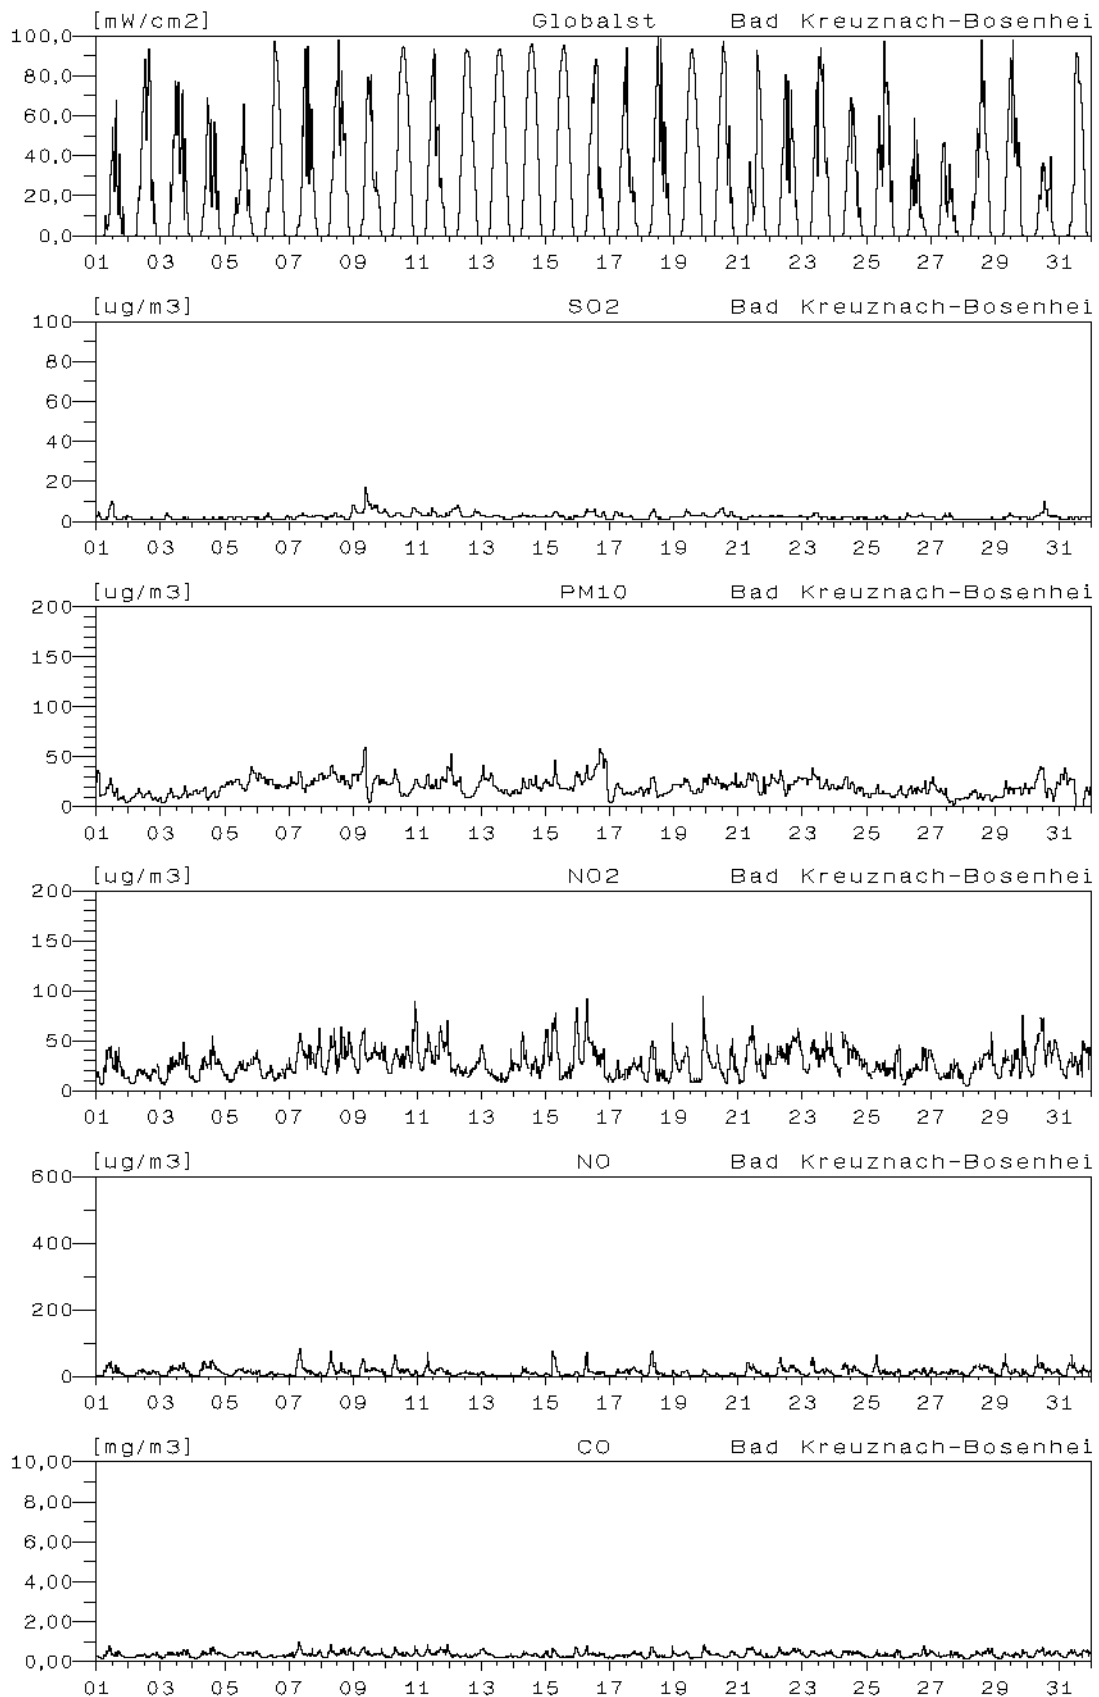 [mW/cm2] Globalst Bad Kreuznach-Bosenhei
100,0
80,0
60,0
40,0
20,0
0,0
01 03 05 07 09 11 13 15 17 19 21 23 25 27 29 31
[ug/m3] SO2 Bad Kreuznach-Bosenhei
100
80
60
40
20
0
01 03 05 07 09 11 13 15 17 19 21 23 25 27 29 31
[ug/m3] PM10 Bad Kreuznach-Bosenhei
200
150
100
50
0
01 03 05 07 09 11 13 15 17 19 21 23 25 27 29 31
[ug/m3] NO2 Bad Kreuznach-Bosenhei
200
150
100
50
0
01 03 05 07 09 11 13 15 17 19 21 23 25 27 29 31
[ug/m3] NO Bad Kreuznach-Bosenhei
600
400
200
0
01 03 05 07 09 11 13 15 17 19 21 23 25 27 29 31
[mg/m3] CO Bad Kreuznach-Bosenhei
10,00
8,00
6,00
4,00
2,00
0,00
01 03 05 07 09 11 13 15 17 19 21 23 25 27 29 31